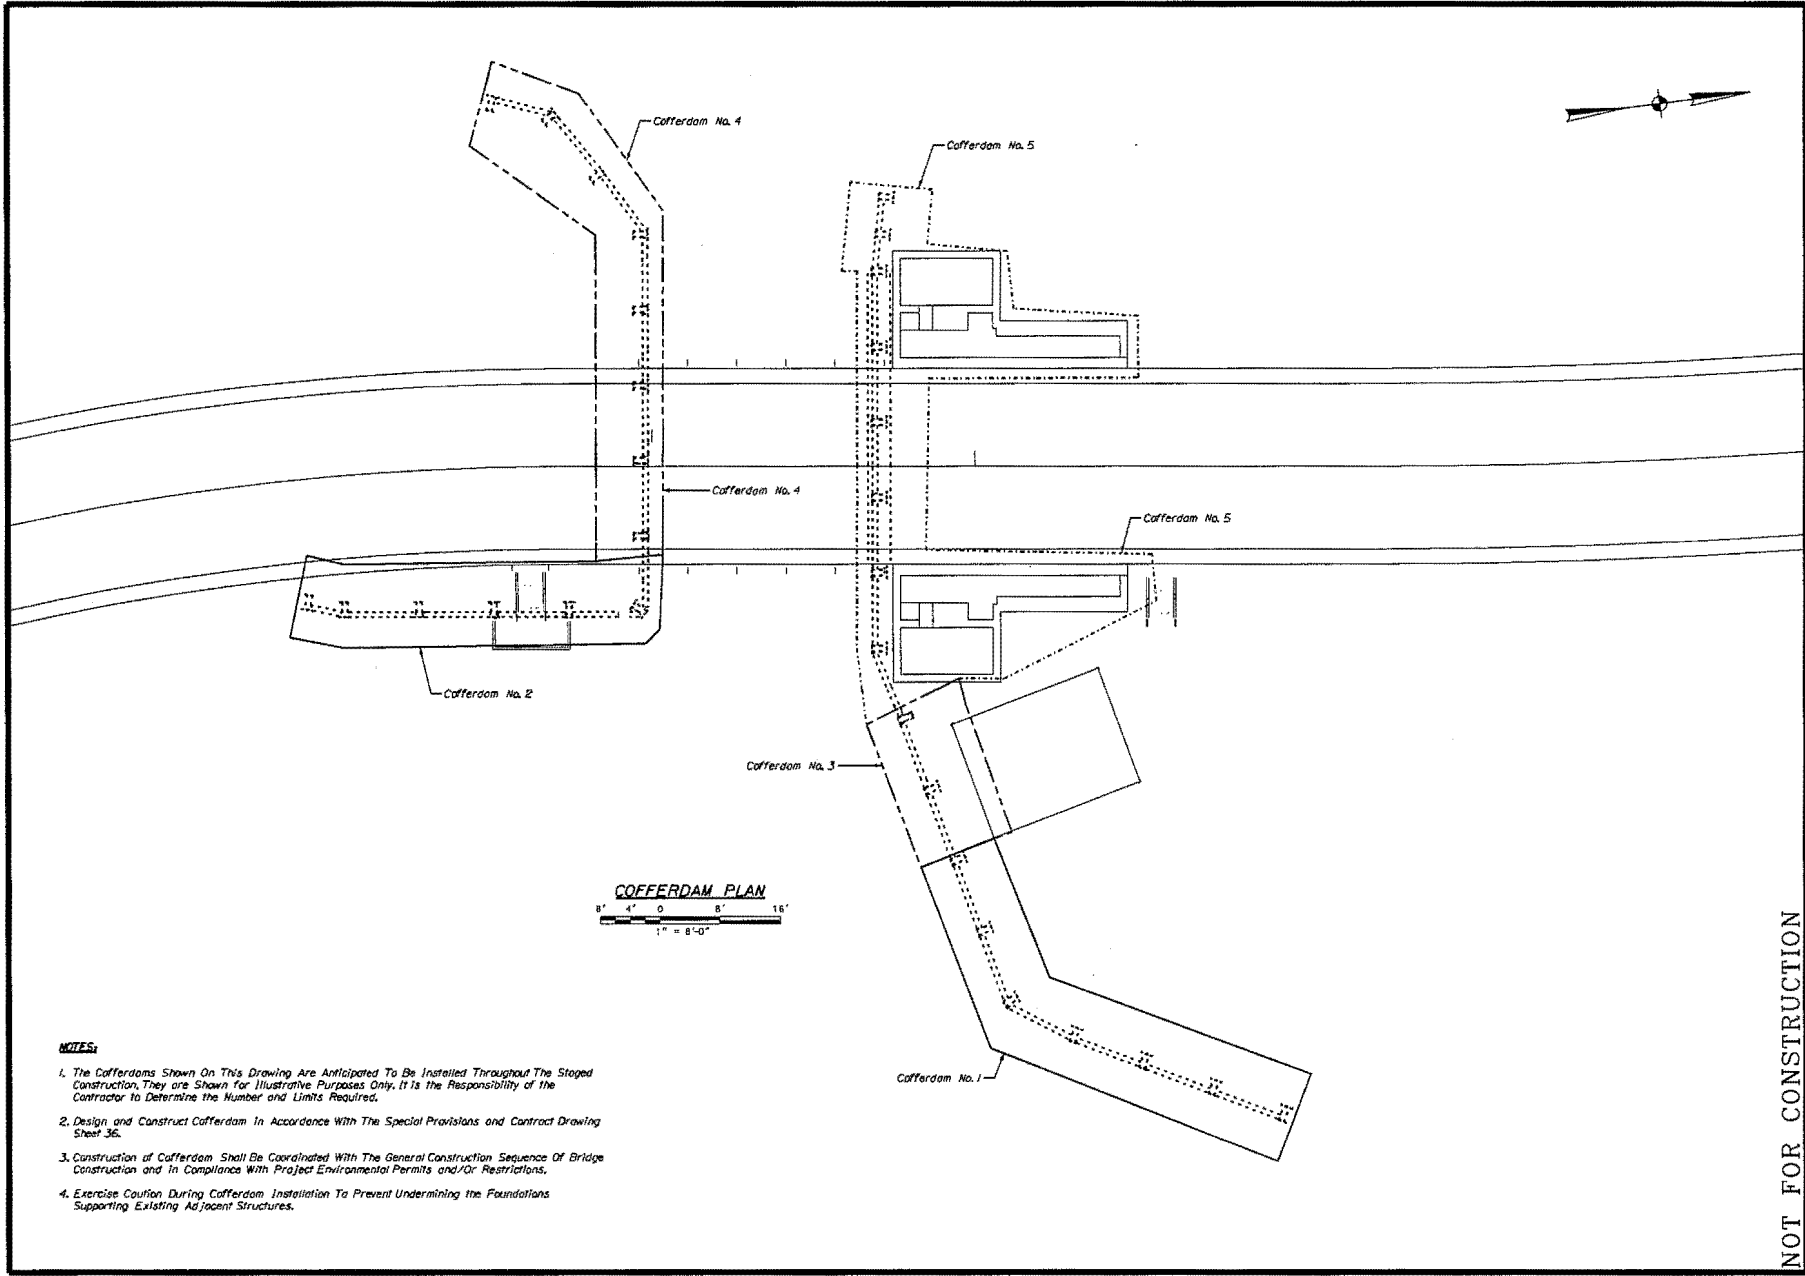 Cofferdam No. 4
Cofferdam No. 5
Cofferdam No. 4
Cofferdam No. 5
Cofferdam No. 2
Cofferdam No. 3
COFFERDAM PLAN
8' 4' 0 8' 16'
1" = 8'-0"
Cofferdam No. 1
NOTES:
1. The Cofferdams Shown On This Drawing Are Anticipated To Be Installed Throughout The Staged
Construction. They are Shown for Illustrative Purposes Only. It Is the Responsibility of the
Contractor to Determine the Number and Limits Required.
2. Design and Construct Cofferdam In Accordance With The Special Provisions and Contract Drawing
Sheet 36.
3. Construction of Cofferdam Shall Be Coordinated With The General Construction Sequence Of Bridge
Construction and In Compliance With Project Environmental Permits and/Or Restrictions.
4. Exercise Caution During Cofferdam Installation To Prevent Undermining the Foundations
Supporting Existing Adjacent Structures.
NOT FOR CONSTRUCTION